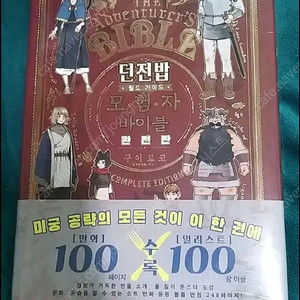 THE
Adventurer's
BIBLE
던전밥
월드 가이드
모험·자
바이블
완전판
쿠이 료코
COMPLETE EDITION
미궁 공략의 모든 것이 이 한 권에
[만화] 수록 [일러스트]
100 페이지 100 장 이상